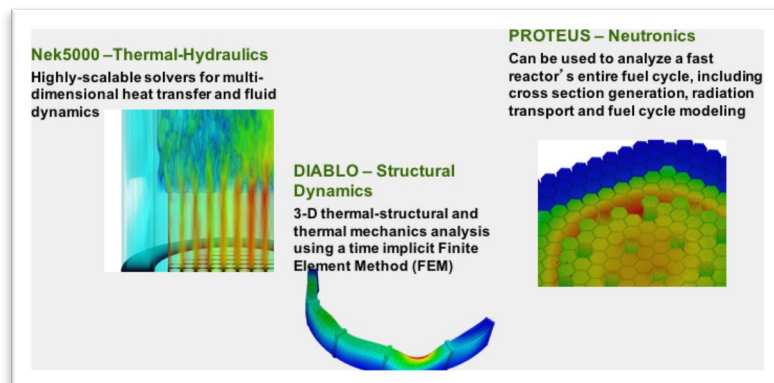 Nek5000 –Thermal-Hydraulics
Highly-scalable solvers for multi-
dimensional heat transfer and fluid
dynamics
DIABLO – Structural
Dynamics
3-D thermal-structural and
thermal mechanics analysis
using a time implicit Finite
Element Method (FEM)
PROTEUS – Neutronics
Can be used to analyze a fast
reactor’s entire fuel cycle, including
cross section generation, radiation
transport and fuel cycle modeling